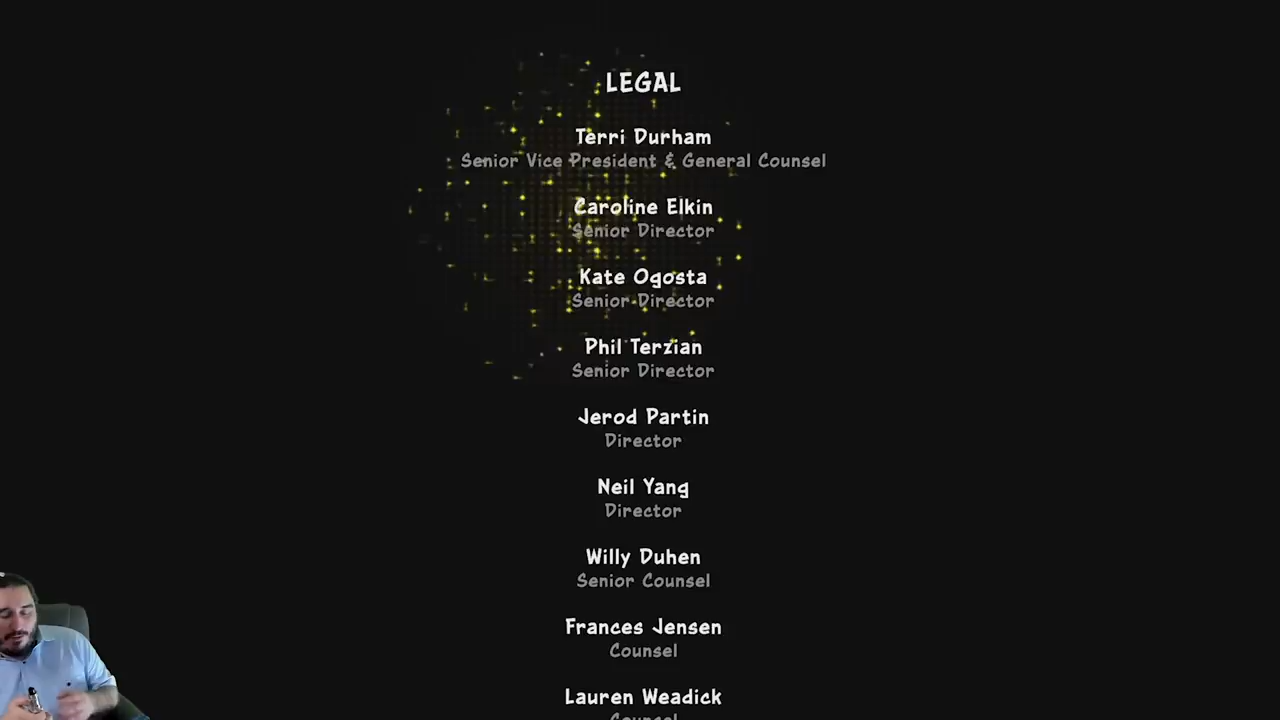 LEGAL
Terri Durham
Senior Vice President & General Counsel
Caroline Elkin
Senior Director
Kate Ogosta
Senior Director
Phil Terzian
Senior Director
Jerod Partin
Director
Neil Yang
Director
Willy Duhen
Senior Counsel
Frances Jensen
Counsel
Lauren Weadick
Counsel